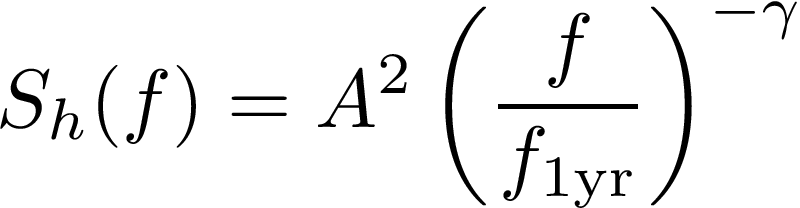 S_h(f) = A^2 \left( \frac{f}{f_{1\mathrm{yr}}} \right)^{-\gamma}